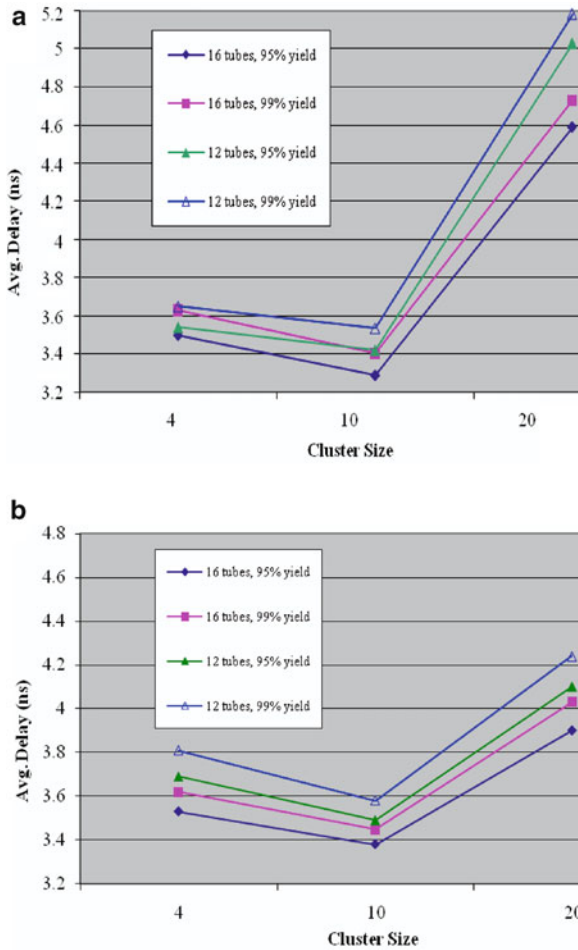 a
5.2
5
4.8
4.6
4.4
4.2
4
3.8
3.6
3.4
3.2
Avg. Delay (ns)
16 tubes, 95% yield
16 tubes, 99% yield
12 tubes, 95% yield
12 tubes, 99% yield
4 10 20
Cluster Size
b
4.8
4.6
4.4
4.2
4
3.8
3.6
3.4
3.2
Avg. Delay (ns)
16 tubes, 95% yield
16 tubes, 99% yield
12 tubes, 95% yield
12 tubes, 99% yield
4 10 20
Cluster Size